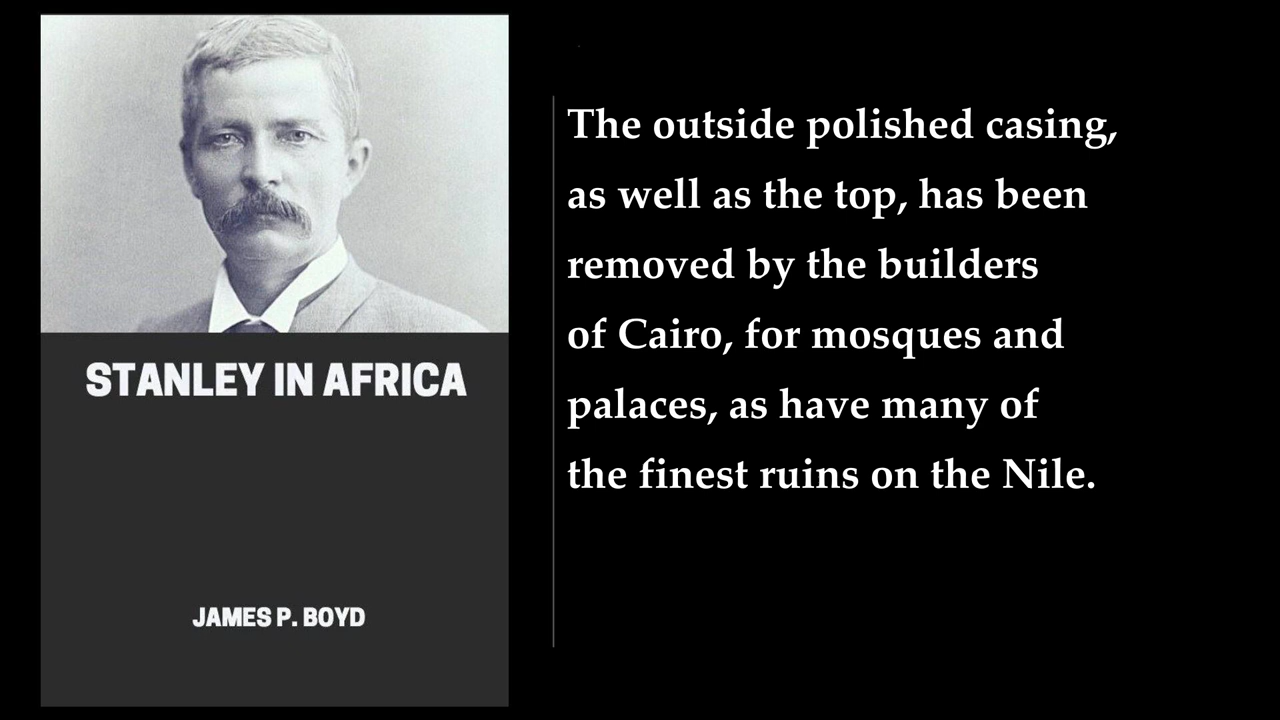 STANLEY IN AFRICA
JAMES P. BOYD
The outside polished casing,
as well as the top, has been
removed by the builders
of Cairo, for mosques and
palaces, as have many of
the finest ruins on the Nile.